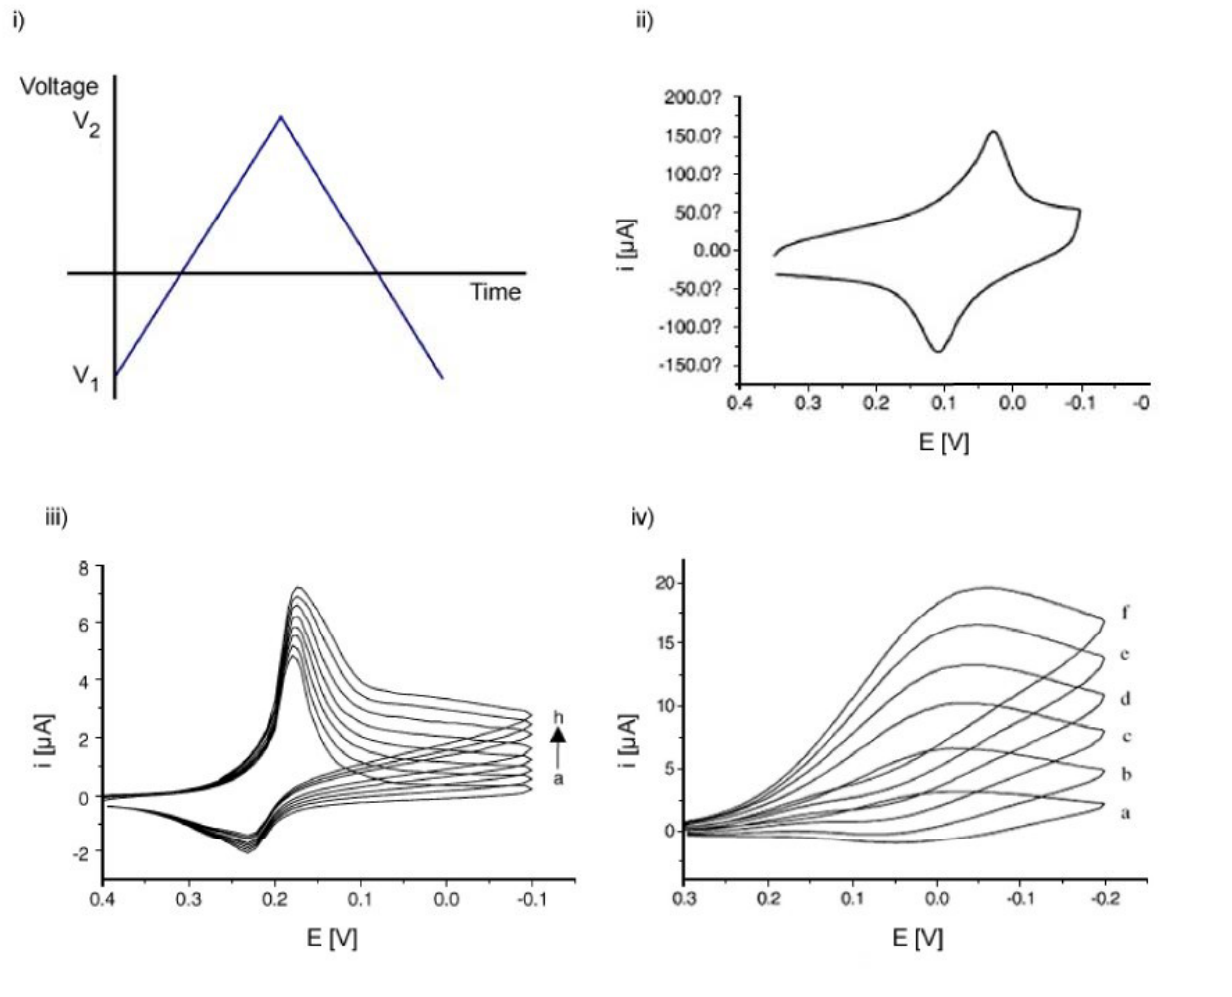 i)
Voltage
V2
V1
Time
ii)
200.0?
150.0?
100.0?
50.0?
0.00
-50.0?
-100.0?
-150.0?
i [µA]
0.4 0.3 0.2 0.1 0.0 -0.1 -0
E [V]
iii)
8
6
4
2
0
-2
i [µA]
h
a
0.4 0.3 0.2 0.1 0.0 -0.1
E [V]
iv)
20
15
10
5
0
i [µA]
f
e
d
c
b
a
0.3 0.2 0.1 0.0 -0.1 -0.2
E [V]